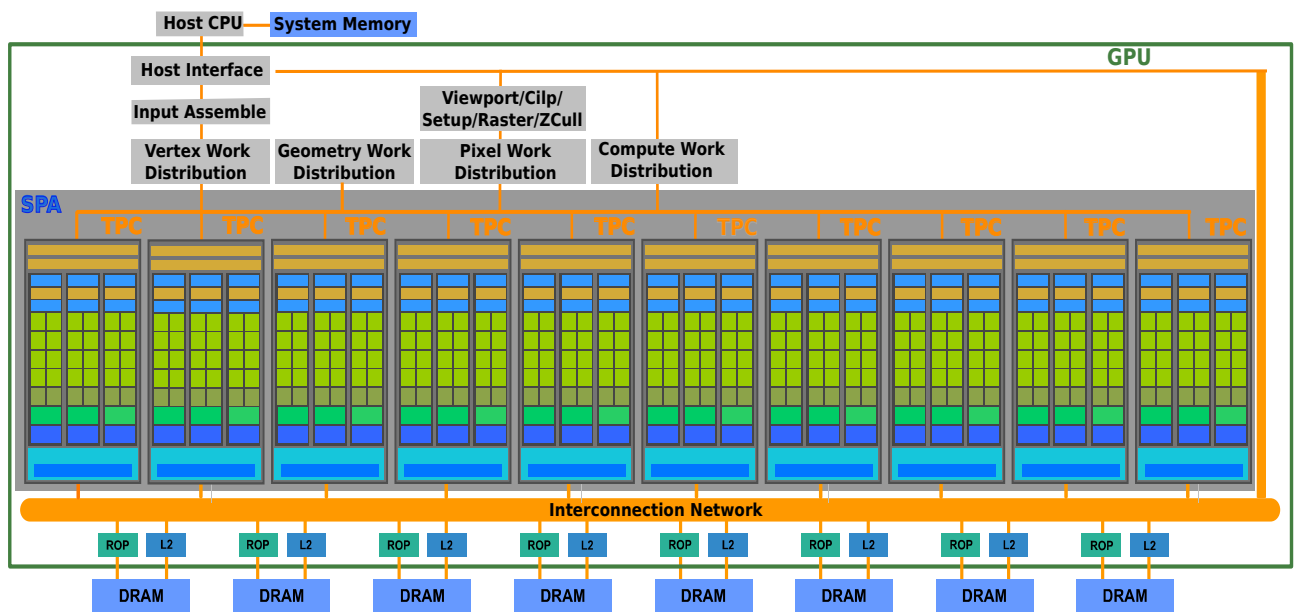 Host CPU
System Memory
GPU
Host Interface
Input Assemble
Viewport/Cilp/
Setup/Raster/ZCull
Vertex Work
Distribution
Geometry Work
Distribution
Pixel Work
Distribution
Compute Work
Distribution
SPA
TPC TPC TPC TPC TPC TPC TPC TPC TPC TPC
Interconnection Network
ROP L2 ROP L2 ROP L2 ROP L2 ROP L2 ROP L2 ROP L2 ROP L2
DRAM DRAM DRAM DRAM DRAM DRAM DRAM DRAM